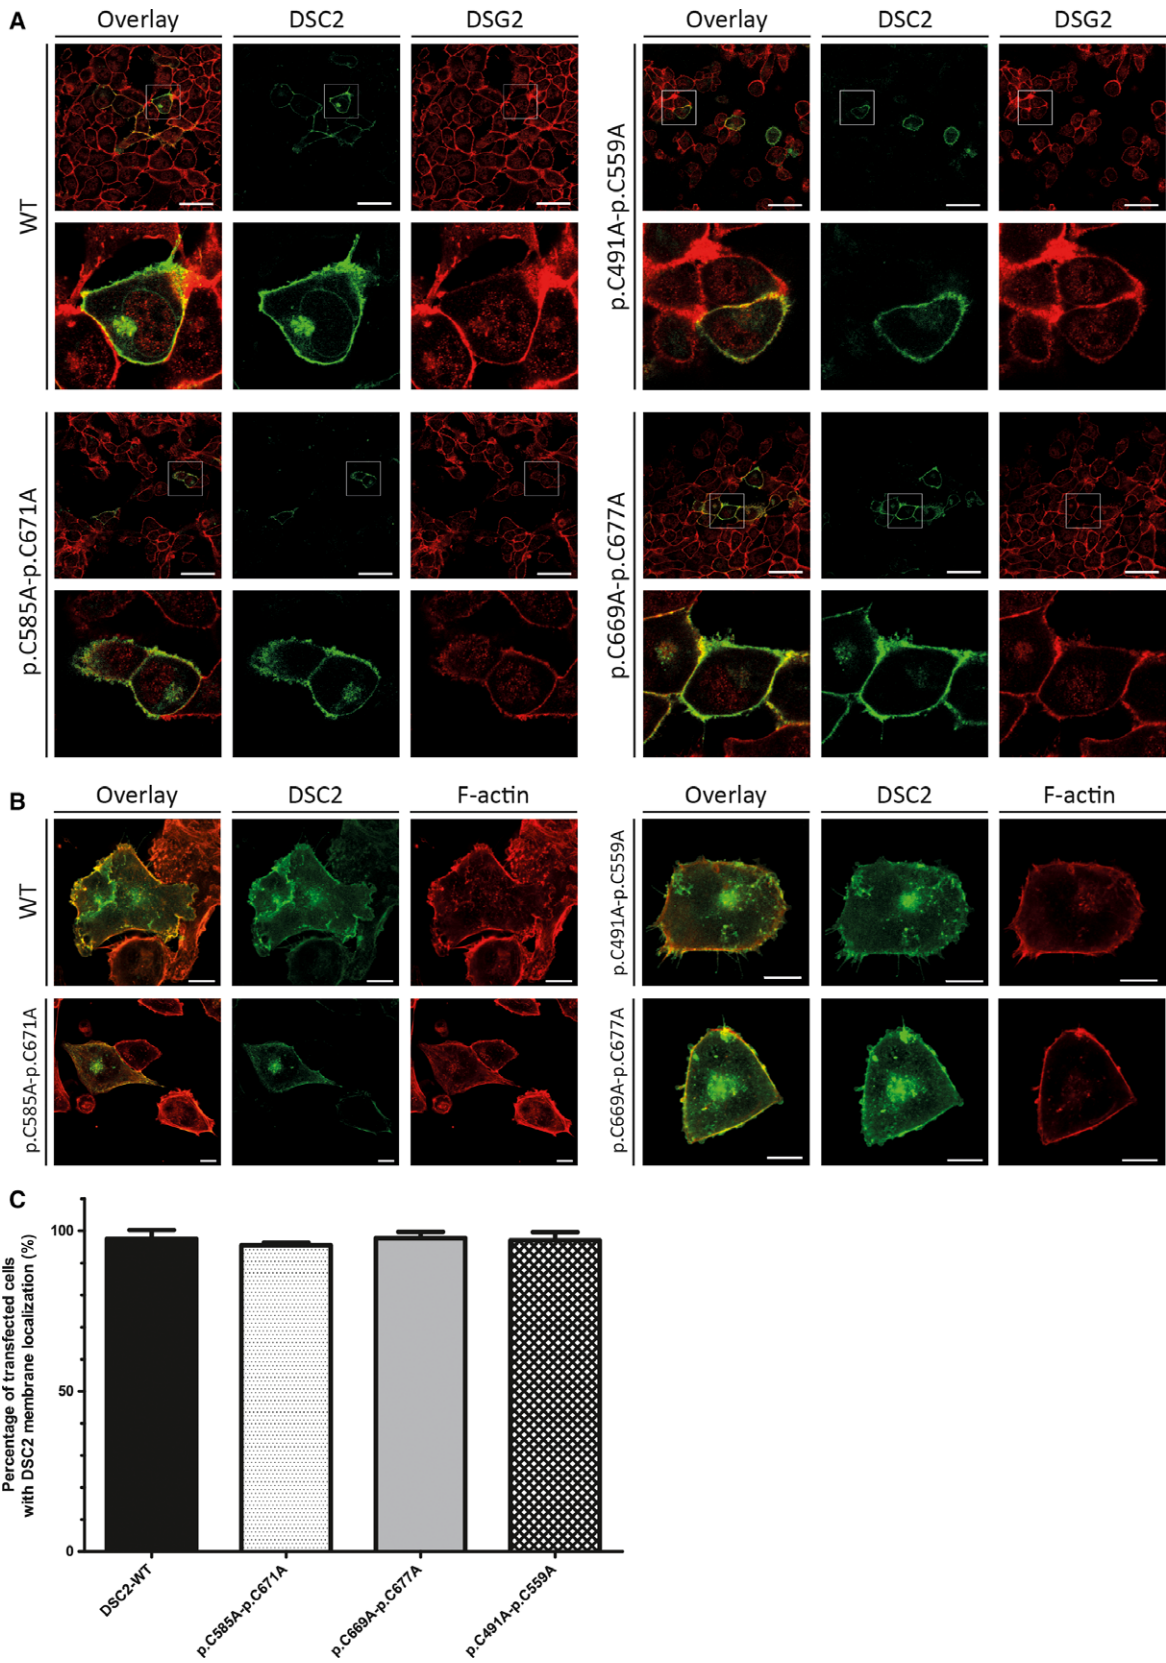 A
Overlay DSC2 DSG2
Overlay DSC2 DSG2
WT
p.C491A-p.C559A
p.C585A-p.C671A
p.C669A-p.C677A
B
Overlay DSC2 F-actin
Overlay DSC2 F-actin
WT
p.C491A-p.C559A
p.C585A-p.C671A
p.C669A-p.C677A
C
Percentage of transfected cells
with DSC2 membrane localization (%)
100
50
0
DSC2-WT
p.C585A-p.C671A
p.C669A-p.C677A
p.C491A-p.C559A